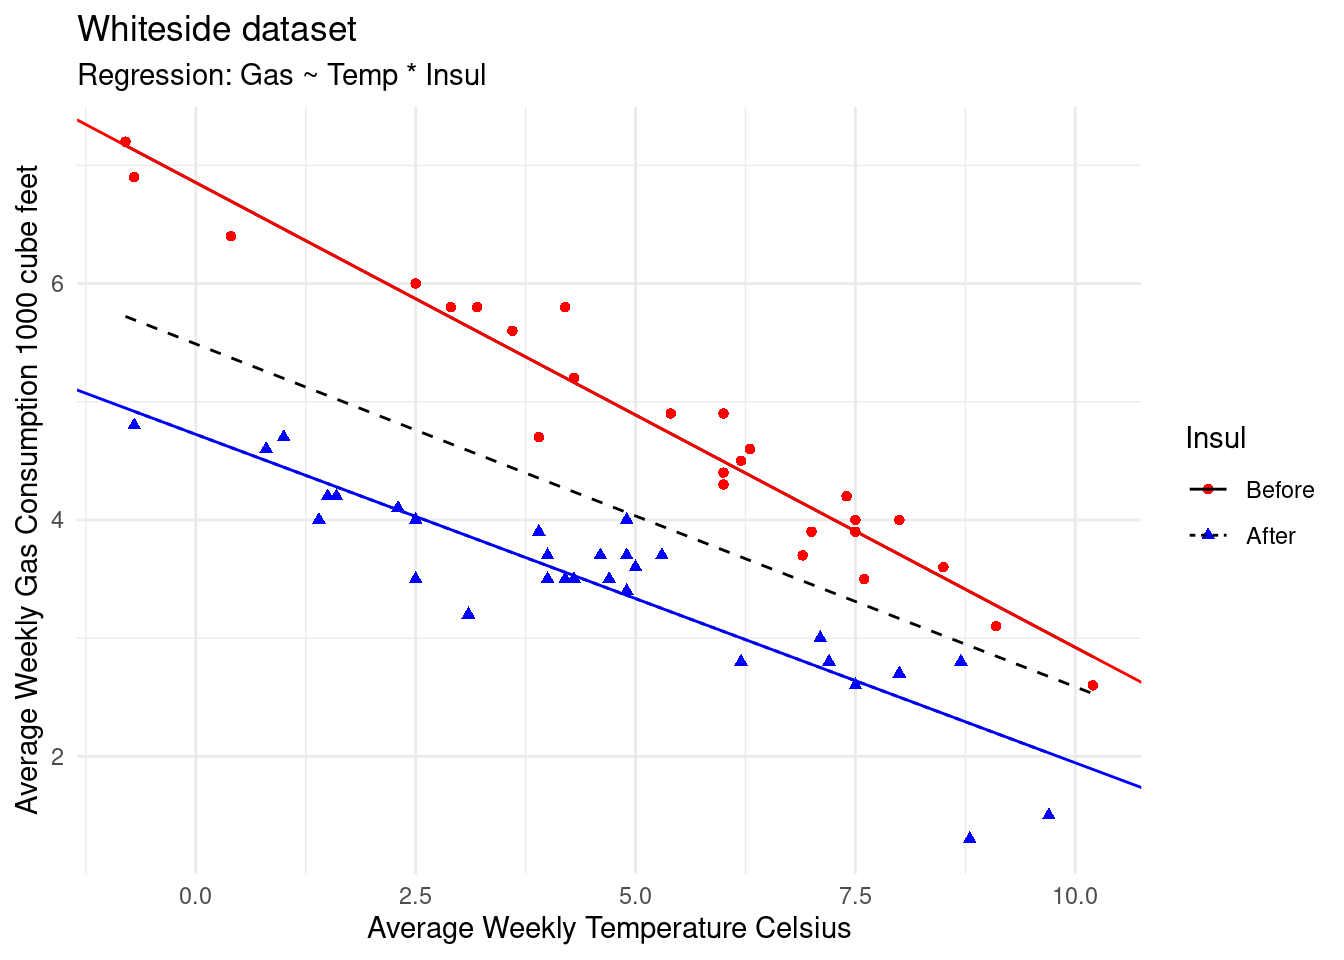 Whiteside dataset
Regression: Gas ~ Temp * Insul
Average Weekly Gas Consumption 1000 cube feet
6
4
2
0.0 2.5 5.0 7.5 10.0
Average Weekly Temperature Celsius
Insul
Before
After